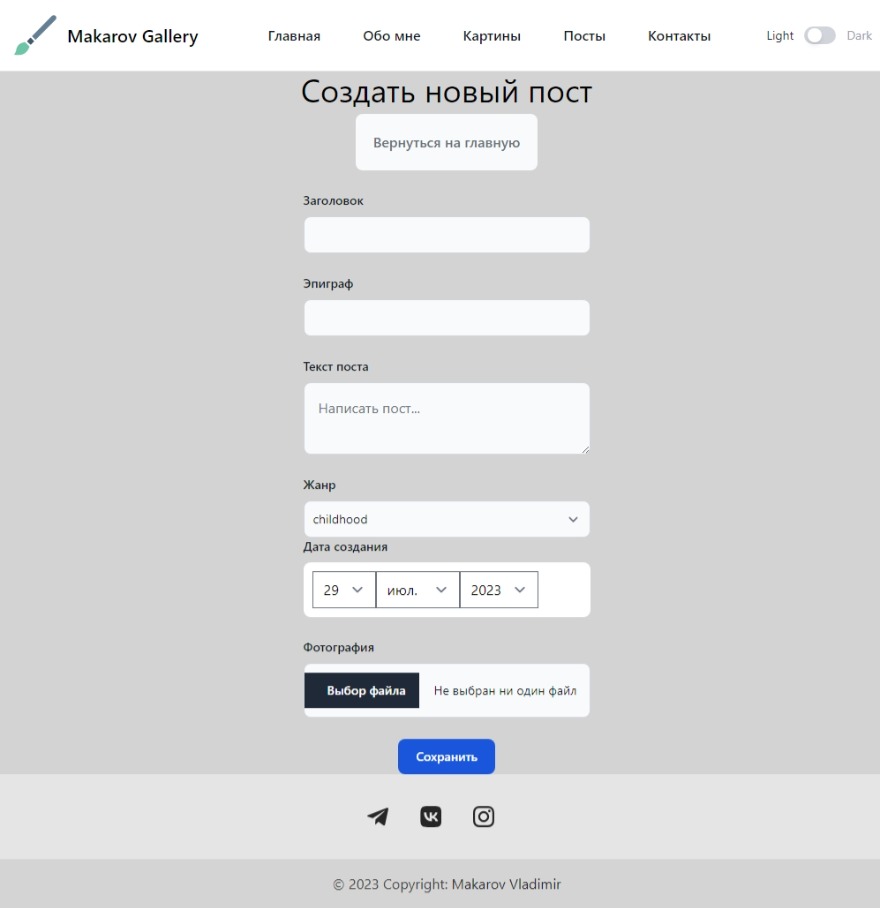 Makarov Gallery
Главная
Обо мне
Картины
Посты
Контакты
Light
Dark
Создать новый пост
Вернуться на главную
Заголовок
Эпиграф
Текст поста
Написать пост...
Жанр
childhood
Дата создания
29
июл.
2023
Фотография
Выбор файла
Не выбран ни один файл
Сохранить
© 2023 Copyright: Makarov Vladimir